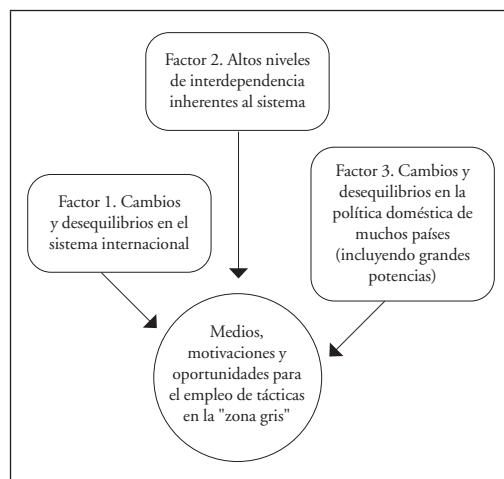 Factor 2. Altos niveles
de interdependencia
inherentes al sistema
Factor 1. Cambios
y desequilibrios en el
sistema internacional
Factor 3. Cambios y
desequilibrios en la
política doméstica de
muchos países
(incluyendo grandes
potencias)
Medios,
motivaciones y
oportunidades para
el empleo de tácticas
en la "zona gris"